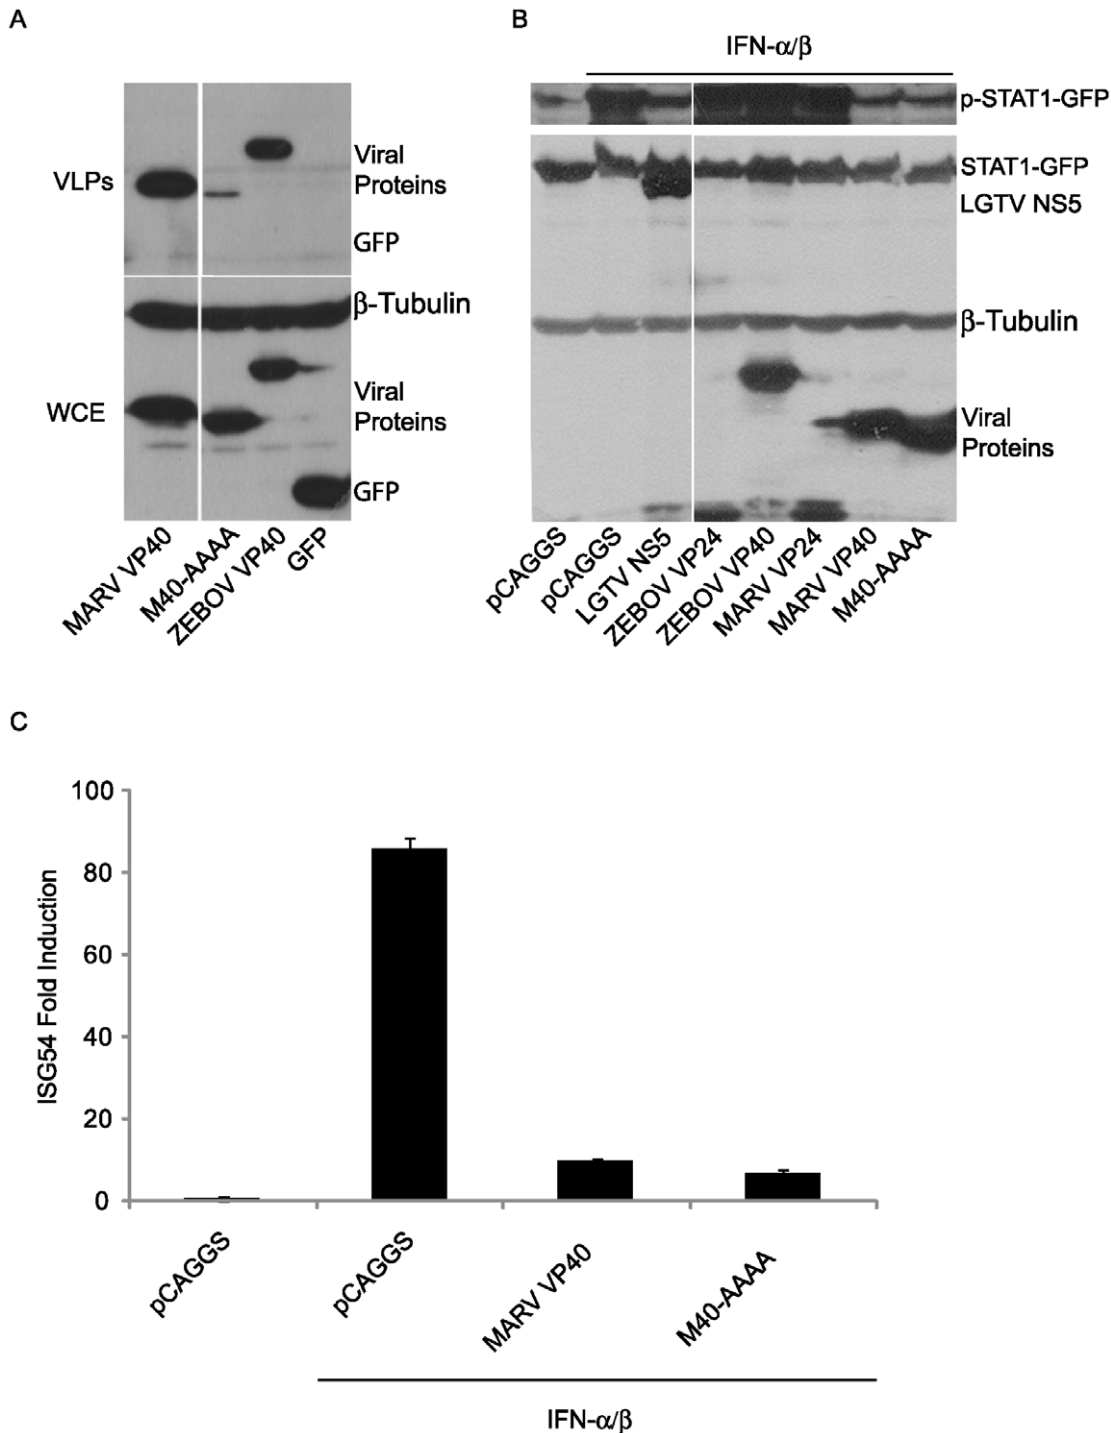 A
VLPs
Viral
Proteins
GFP
β-Tubulin
WCE
Viral
Proteins
GFP
MARV VP40
M40-AAAA
ZEBOV VP40
GFP
B
IFN-α/β
p-STAT1-GFP
STAT1-GFP
LGTV NS5
β-Tubulin
Viral
Proteins
pCAGGS
pCAGGS
LGTV NS5
ZEBOV VP24
ZEBOV VP40
MARV VP24
MARV VP40
M40-AAAA
C
ISG54 Fold Induction
100
80
60
40
20
0
pCAGGS
pCAGGS
MARV VP40
M40-AAAA
IFN-α/β